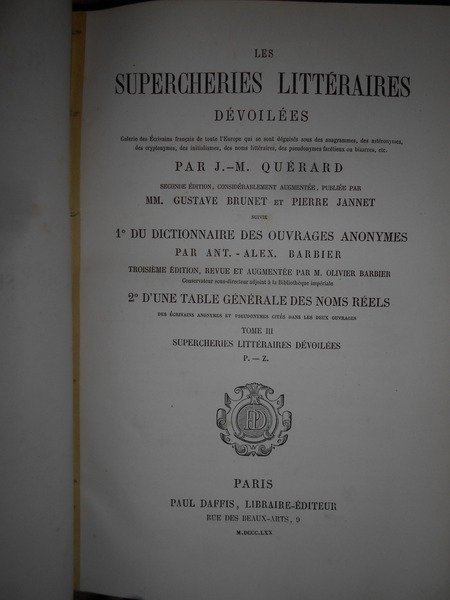 LES
SUPERCHERIES LITTÉRAIRES
DÉVOILÉES
Galerie des Écrivains français de toute l'Europe qui se sont déguisés sous des anagrammes, des astéronymes,
des cryptonymes, des initialismes, des noms littéraires, des pseudonymes facétieux ou bizarres, etc.
PAR J.-M. QUÉRARD
SECONDE ÉDITION, CONSIDÉRABLEMENT AUGMENTÉE, PUBLIÉE PAR
MM. GUSTAVE BRUNET ET PIERRE JANNET
SUIVIE
1º DU DICTIONNAIRE DES OUVRAGES ANONYMES
PAR ANT. - ALEX. BARBIER
TROISIÈME ÉDITION, REVUE ET AUGMENTÉE PAR M. OLIVIER BARBIER
Conservateur sous-directeur adjoint à la Bibliothèque impériale
2º D'UNE TABLE GÉNÉRALE DES NOMS RÉELS
DES ÉCRIVAINS ANONYMES ET PSEUDONYMES CITÉS DANS LES DEUX OUVRAGES
TOME III
SUPERCHERIES LITTÉRAIRES DÉVOILÉES
P. — Z.
PARIS
PAUL DAFFIS, LIBRAIRE-ÉDITEUR
RUE DES BEAUX-ARTS, 9
M.DCCC.LXX